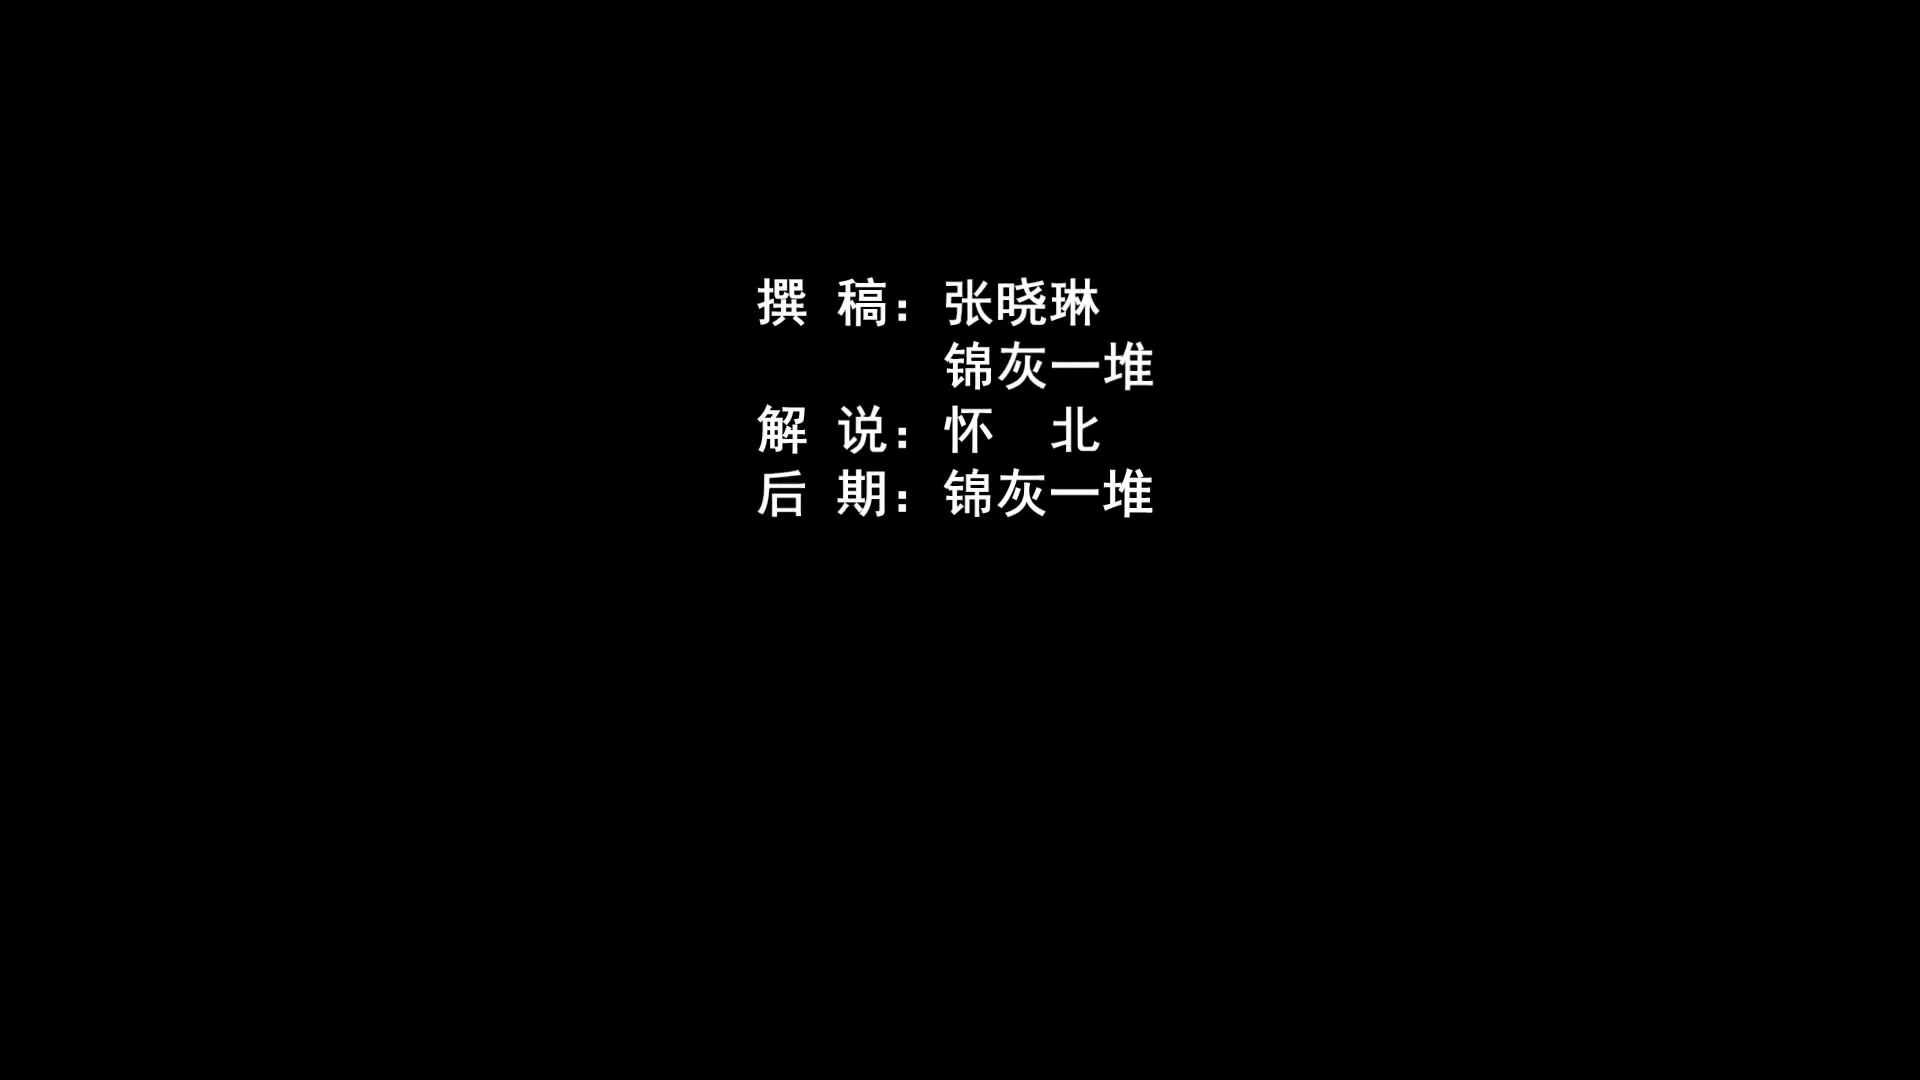 撰 稿：张晓琳
锦灰一堆
解 说：怀 北
后 期：锦灰一堆